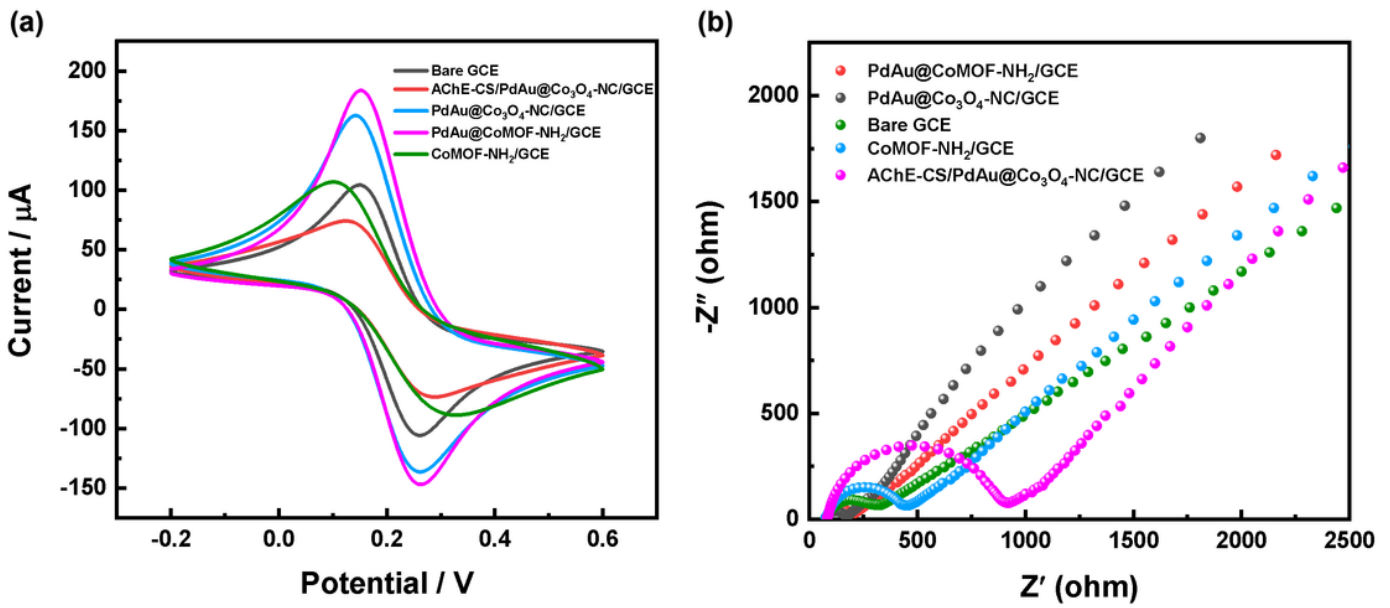 (a)
Current / μA
200
150
100
50
0
-50
-100
-150
-0.2
0.0
0.2
0.4
0.6
Potential / V
Bare GCE
AChE-CS/PdAu@Co₃O₄-NC/GCE
PdAu@Co₃O₄-NC/GCE
PdAu@CoMOF-NH₂/GCE
CoMOF-NH₂/GCE
(b)
-Z″ (ohm)
2000
1500
1000
500
0
0
500
1000
1500
2000
2500
Z′ (ohm)
PdAu@CoMOF-NH₂/GCE
PdAu@Co₃O₄-NC/GCE
Bare GCE
CoMOF-NH₂/GCE
AChE-CS/PdAu@Co₃O₄-NC/GCE